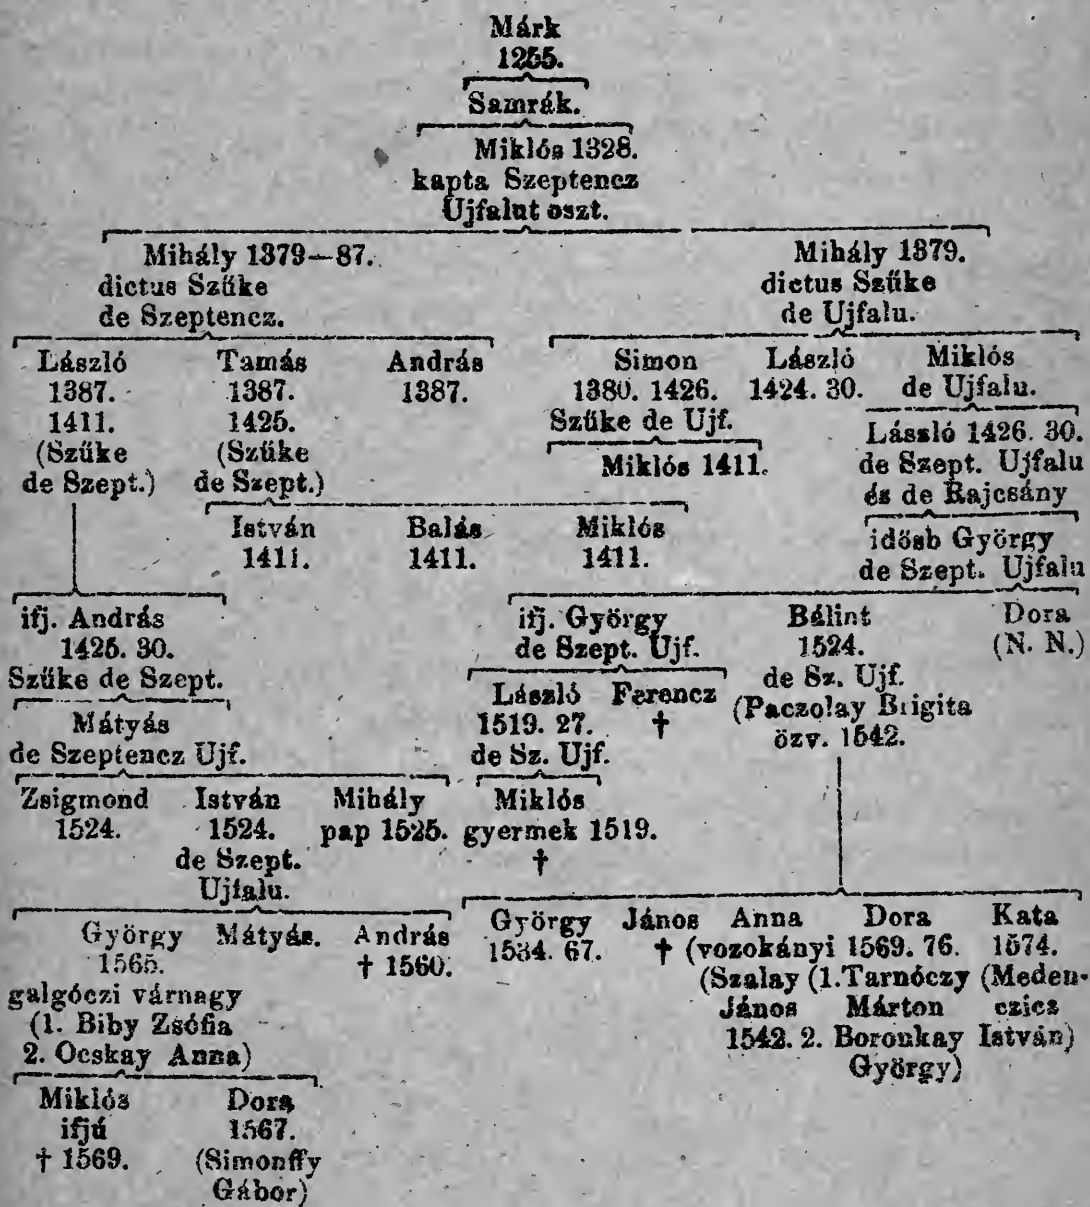 Márk
1255.
Samrák.
Miklós 1328.
kapta Szeptencz
Ujfalut oszt.
Mihály 1379—87. Mihály 1379.
dictus Szüke dictus Szüke
de Szeptencz. de Ujfalu.
László Tamás András Simon László Miklós
1387. 1387. 1387. 1380. 1426. 1424. 30. de Ujfalu.
1411. 1425. Szüke de Ujf. László 1426. 30.
(Szüke (Szüke Miklós 1411. de Szept. Ujfalu
de Szept.) de Szept.) és de Rajcsány
István Balás Miklós idősb György
1411. 1411. 1411. de Szept. Ujfalu
ifj. András ifj. György Bálint Dora
1425. 30. de Szept. Ujf. 1524. (N. N.)
Szüke de Szept. László Ferencz de Sz. Ujf.
Mátyás 1519. 27. † (Paczolay Brigita
de Szeptencz Ujf. de Sz. Ujf. özv. 1542.
Zsigmond István Mihály Miklós
1524. 1524. pap 1525. gyermek 1519.
de Szept. †
Ujfalu.
György Mátyás. András György János Anna Dora Kata
1565. † 1560. 1534. 67. † (vozokányi 1569. 76. 1574.
galgóczi várnagy (Szalay (1. Tarnóczy (Meden-
(1. Biby Zsófia János Márton czicz
2. Ocskay Anna) 1542. 2. Boronkay István)
György)
Miklós Dora
ifjú 1567.
† 1569. (Simonffy
Gábor)